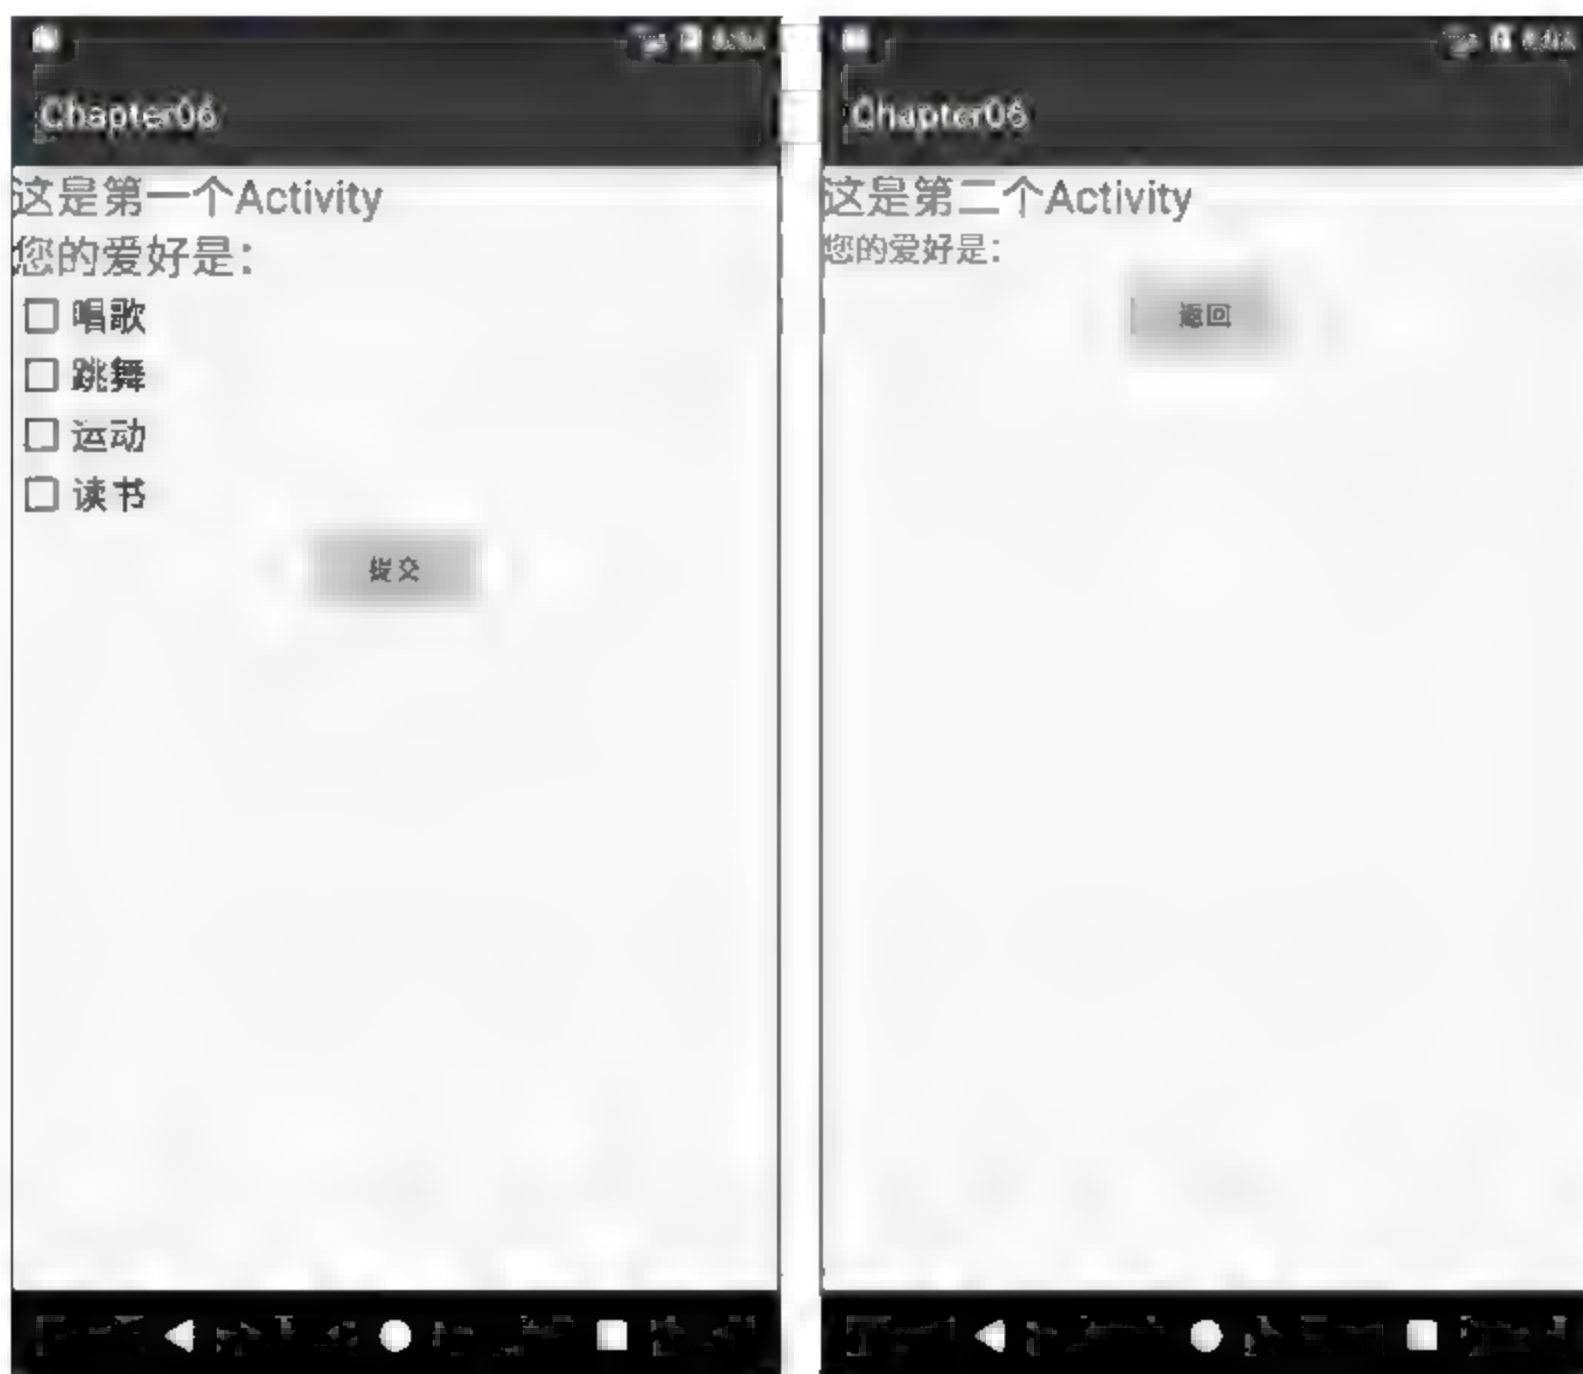 Chapter06
这是第一个Activity
您的爱好是：
唱歌
跳舞
运动
读书
提交
Chapter06
这是第二个Activity
您的爱好是：
返回